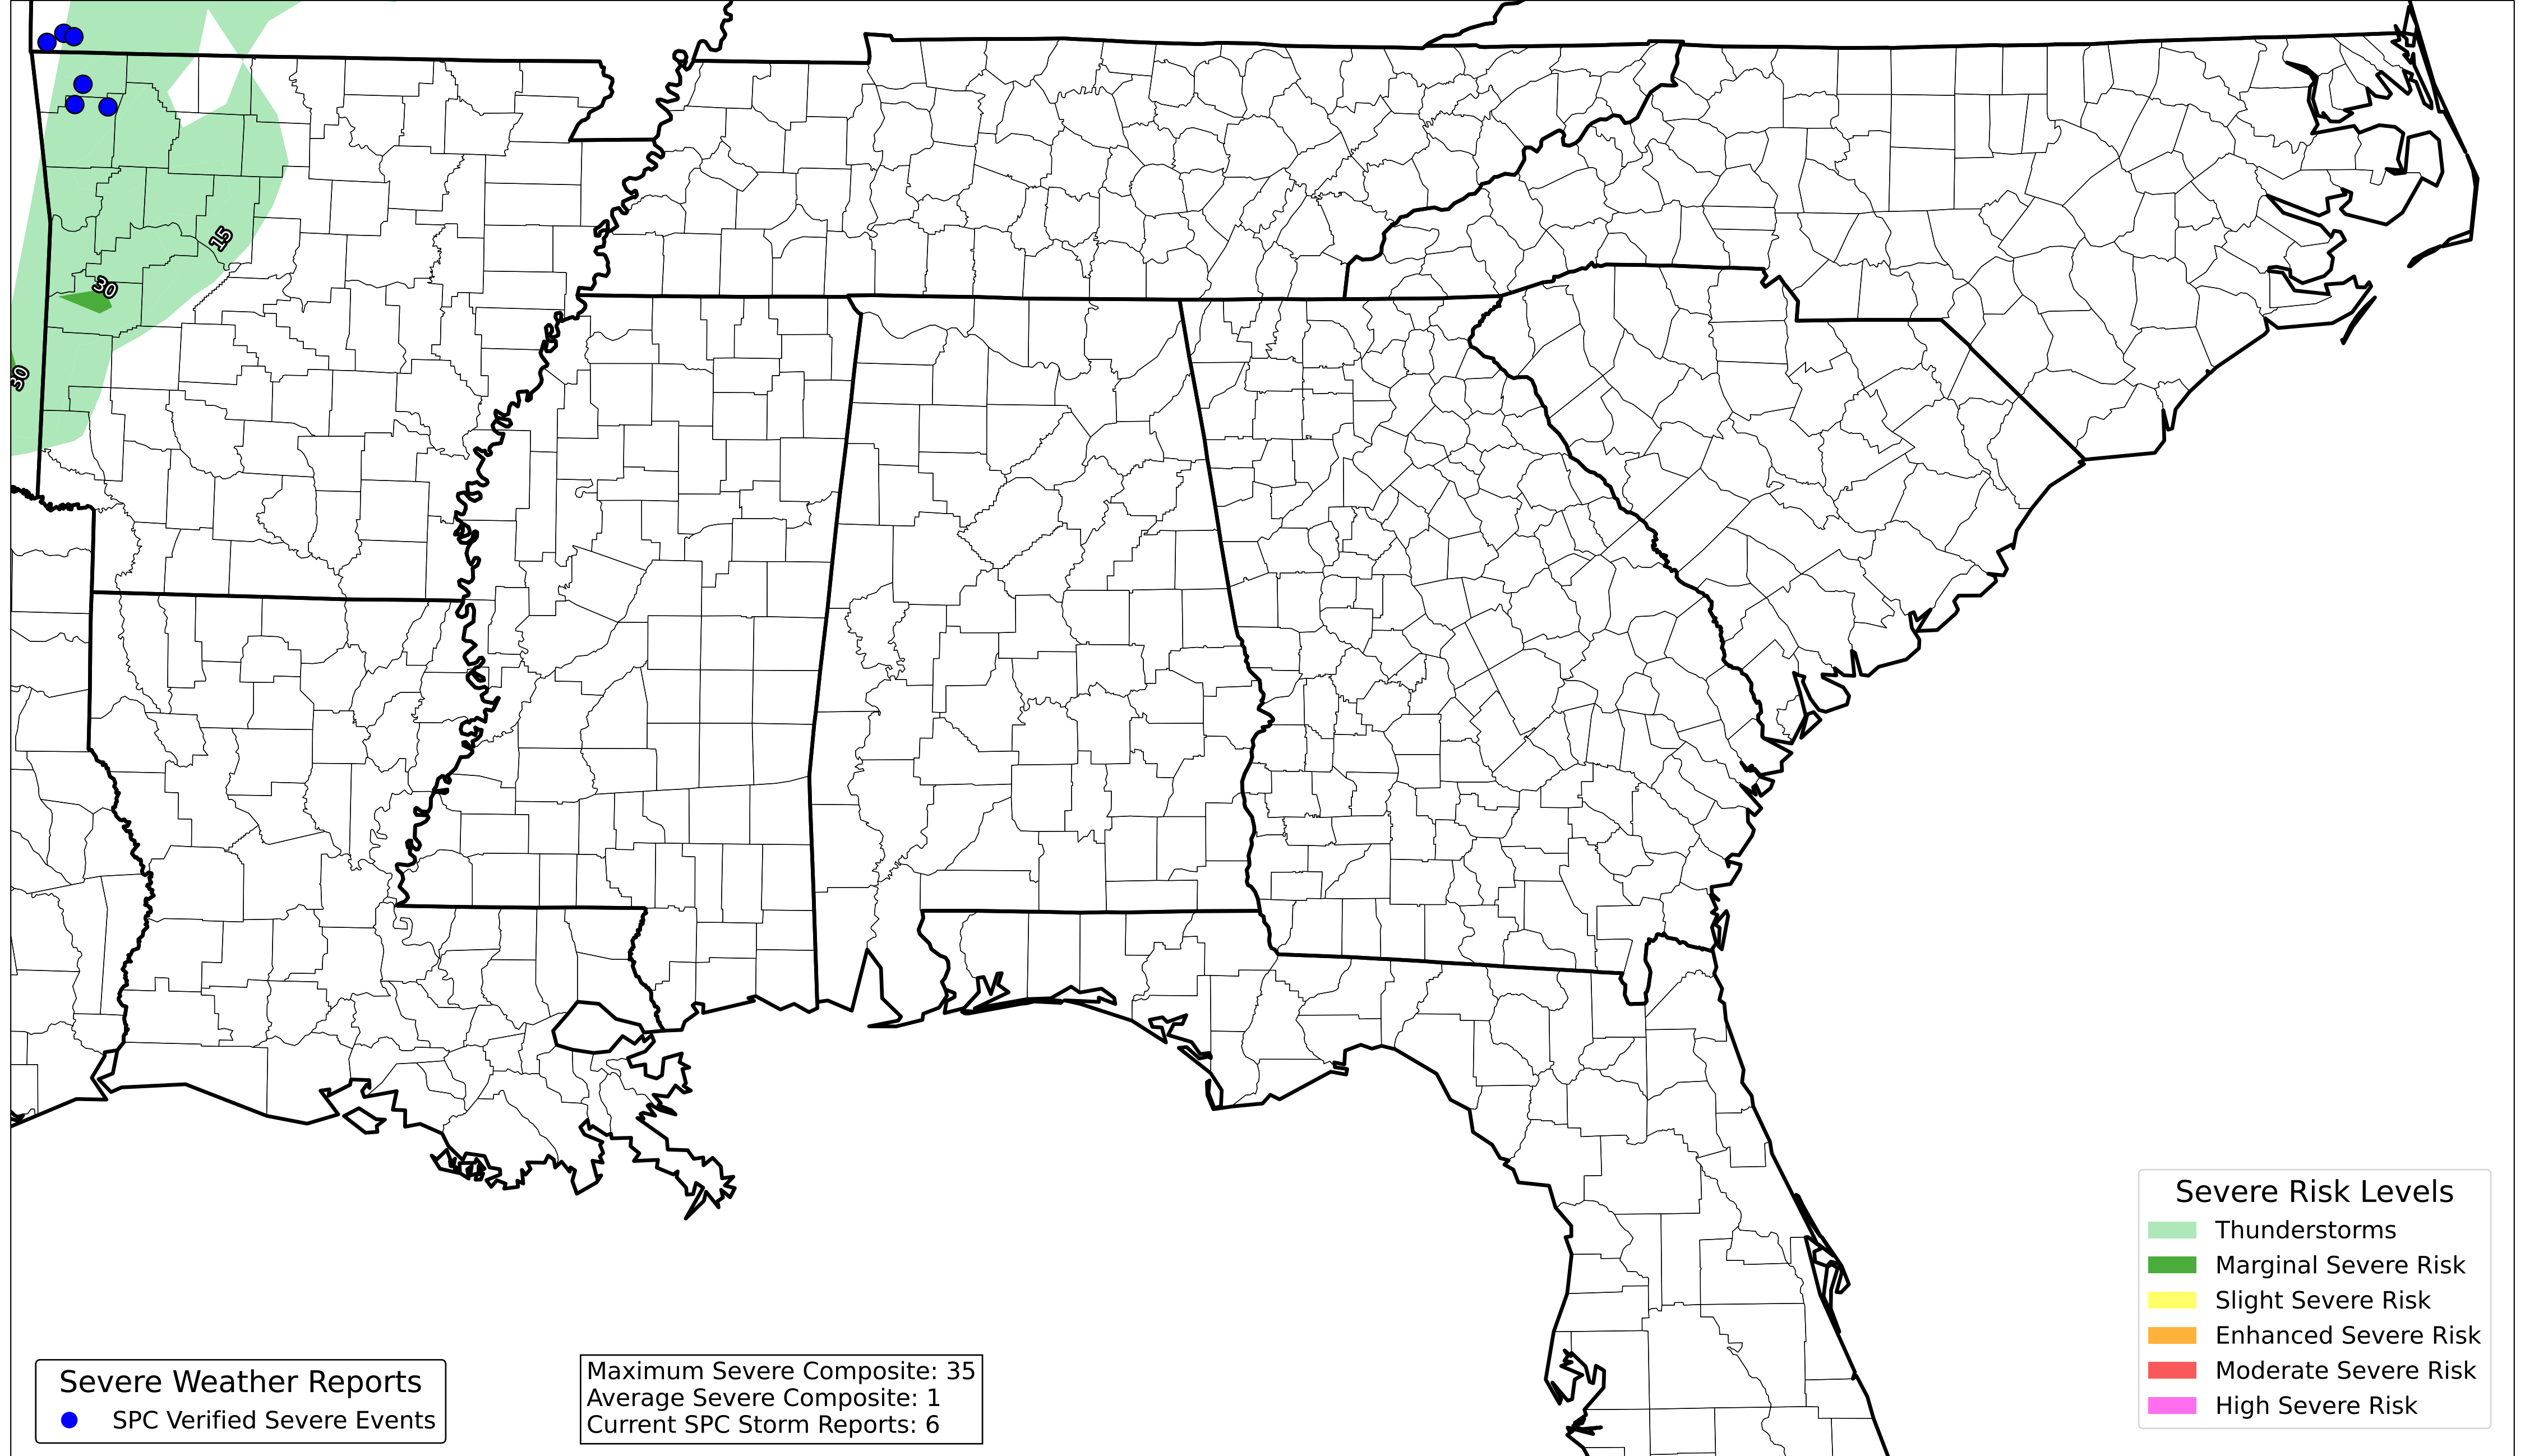 15
30
30
Severe Risk Levels
Thunderstorms
Marginal Severe Risk
Slight Severe Risk
Enhanced Severe Risk
Moderate Severe Risk
High Severe Risk
Severe Weather Reports
SPC Verified Severe Events
Maximum Severe Composite: 35
Average Severe Composite: 1
Current SPC Storm Reports: 6